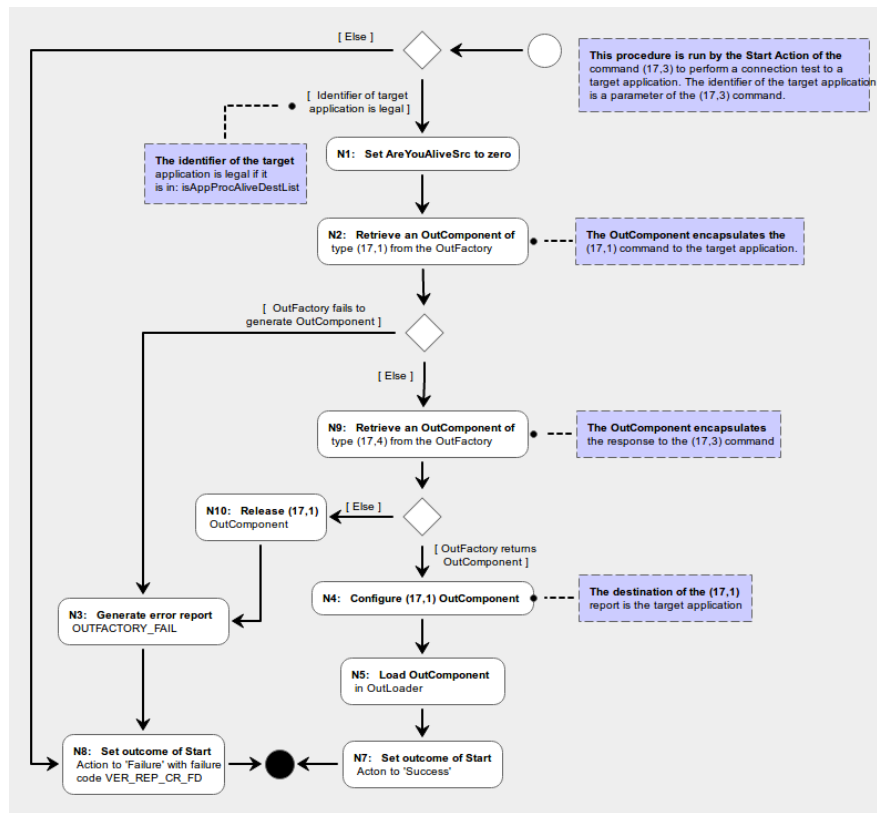 [ Else ]
This procedure is run by the Start Action of the
command (17,3) to perform a connection test to a
target application. The identifier of the target application
is a parameter of the (17,3) command.
[ Identifier of target
application is legal ]
The identifier of the target
application is legal if it
is in: isAppProcAliveDestList
N1: Set AreYouAliveSrc to zero
N2: Retrieve an OutComponent of
type (17,1) from the OutFactory
The OutComponent encapsulates the
(17,1) command to the target application.
[ OutFactory fails to
generate OutComponent ]
[ Else ]
N9: Retrieve an OutComponent of
type (17,4) from the OutFactory
The OutComponent encapsulates
the response to the (17,3) command
N10: Release (17,1)
OutComponent
[ Else ]
[ OutFactory returns
OutComponent ]
N4: Configure (17,1) OutComponent
The destination of the (17,1)
report is the target application
N3: Generate error report
OUTFACTORY_FAIL
N5: Load OutComponent
in OutLoader
N8: Set outcome of Start
Action to 'Failure' with failure
code VER_REP_CR_FD
N7: Set outcome of Start
Acton to 'Success'